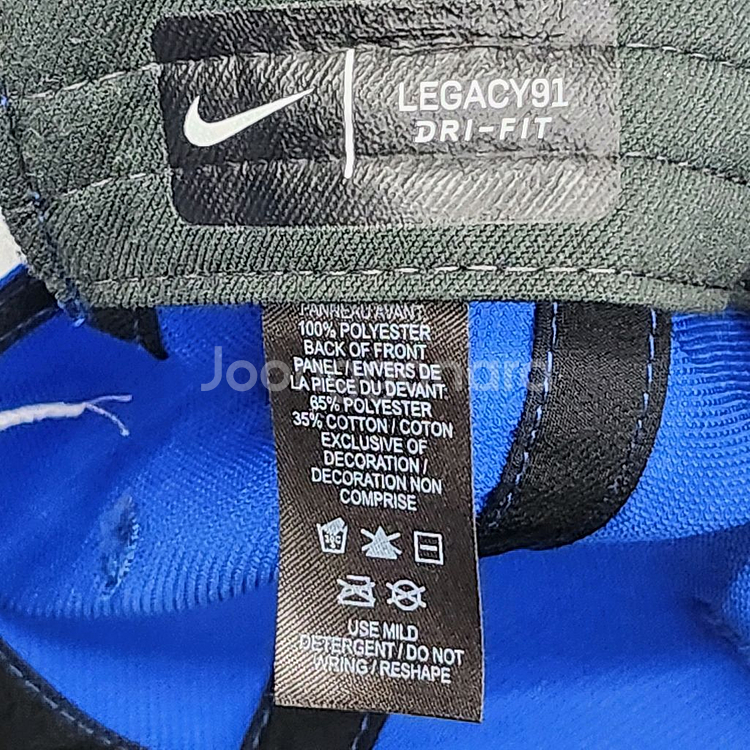 LEGACY91
DRI-FIT
PANNEAU AVANT
100% POLYESTER
BACK OF FRONT
PANEL / ENVERS DE
LA PIÈCE DU DEVANT:
65% POLYESTER
35% COTTON / COTON
EXCLUSIVE OF
DECORATION /
DECORATION NON
COMPRISE
30C
USE MILD
DETERGENT / DO NOT
WRING / RESHAPE